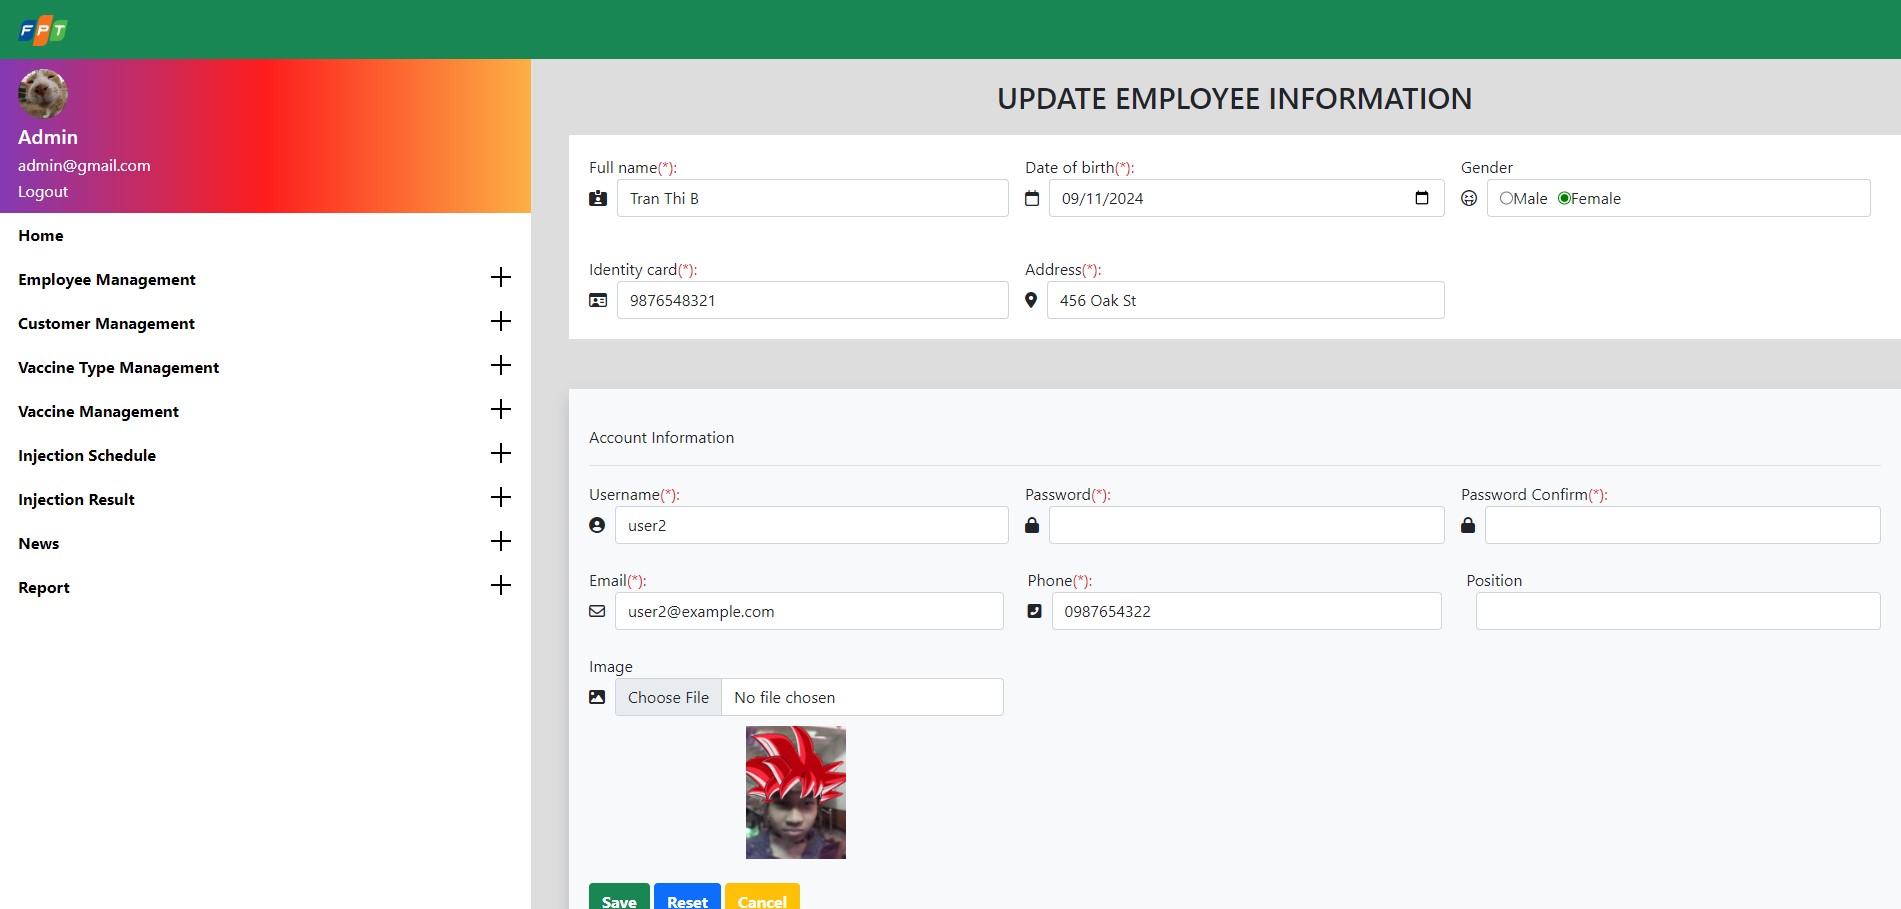 FPT
Admin
admin@gmail.com
Logout
Home
Employee Management
Customer Management
Vaccine Type Management
Vaccine Management
Injection Schedule
Injection Result
News
Report
UPDATE EMPLOYEE INFORMATION
Full name(*): Date of birth(*): Gender
Tran Thi B 09/11/2024 Male Female
Identity card(*): Address(*):
9876548321 456 Oak St
Account Information
Username(*): Password(*): Password Confirm(*):
user2
Email(*): Phone(*): Position
user2@example.com 0987654322
Image
Choose File No file chosen
Save Reset Cancel